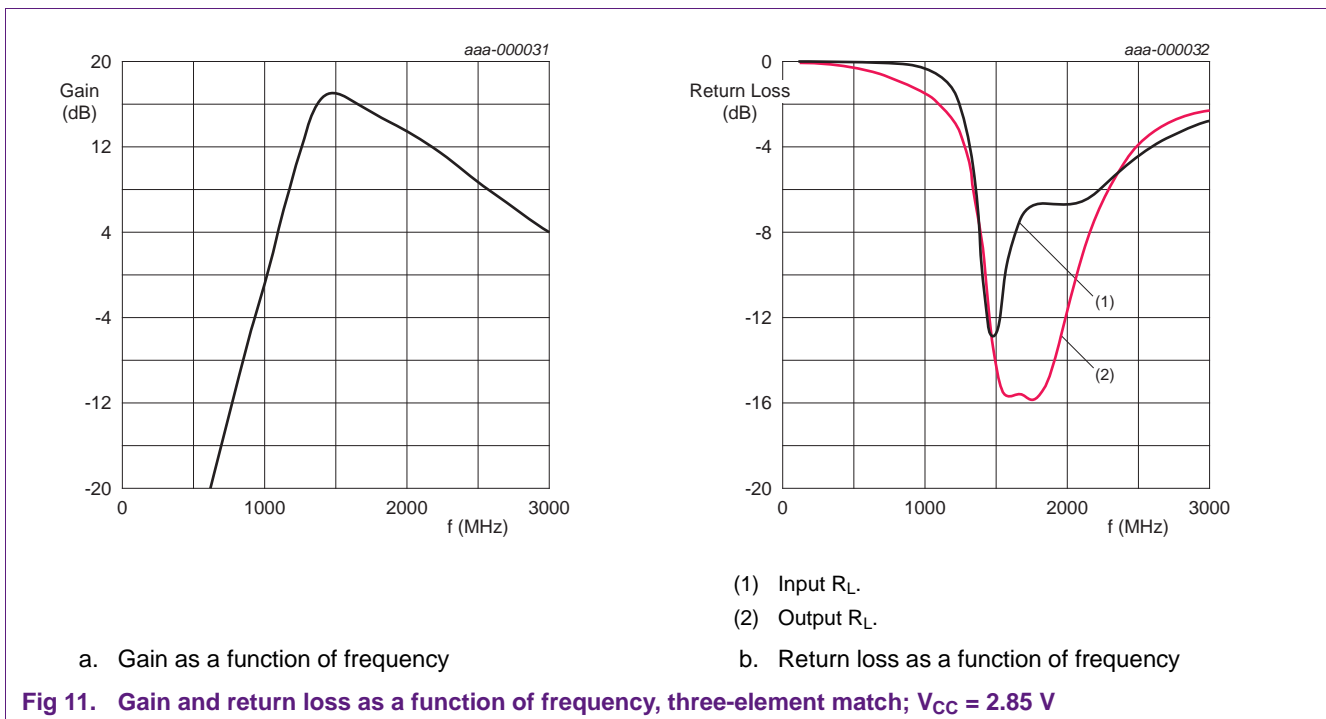 aaa-000031
20
Gain
(dB)
12
4
-4
-12
-20
0
1000
2000
3000
f (MHz)
aaa-000032
0
Return Loss
(dB)
-4
-8
-12
-16
-20
(1)
(2)
0
1000
2000
3000
f (MHz)
(1) Input RL.
(2) Output RL.
a. Gain as a function of frequency
b. Return loss as a function of frequency
Fig 11. Gain and return loss as a function of frequency, three-element match; VCC = 2.85 V